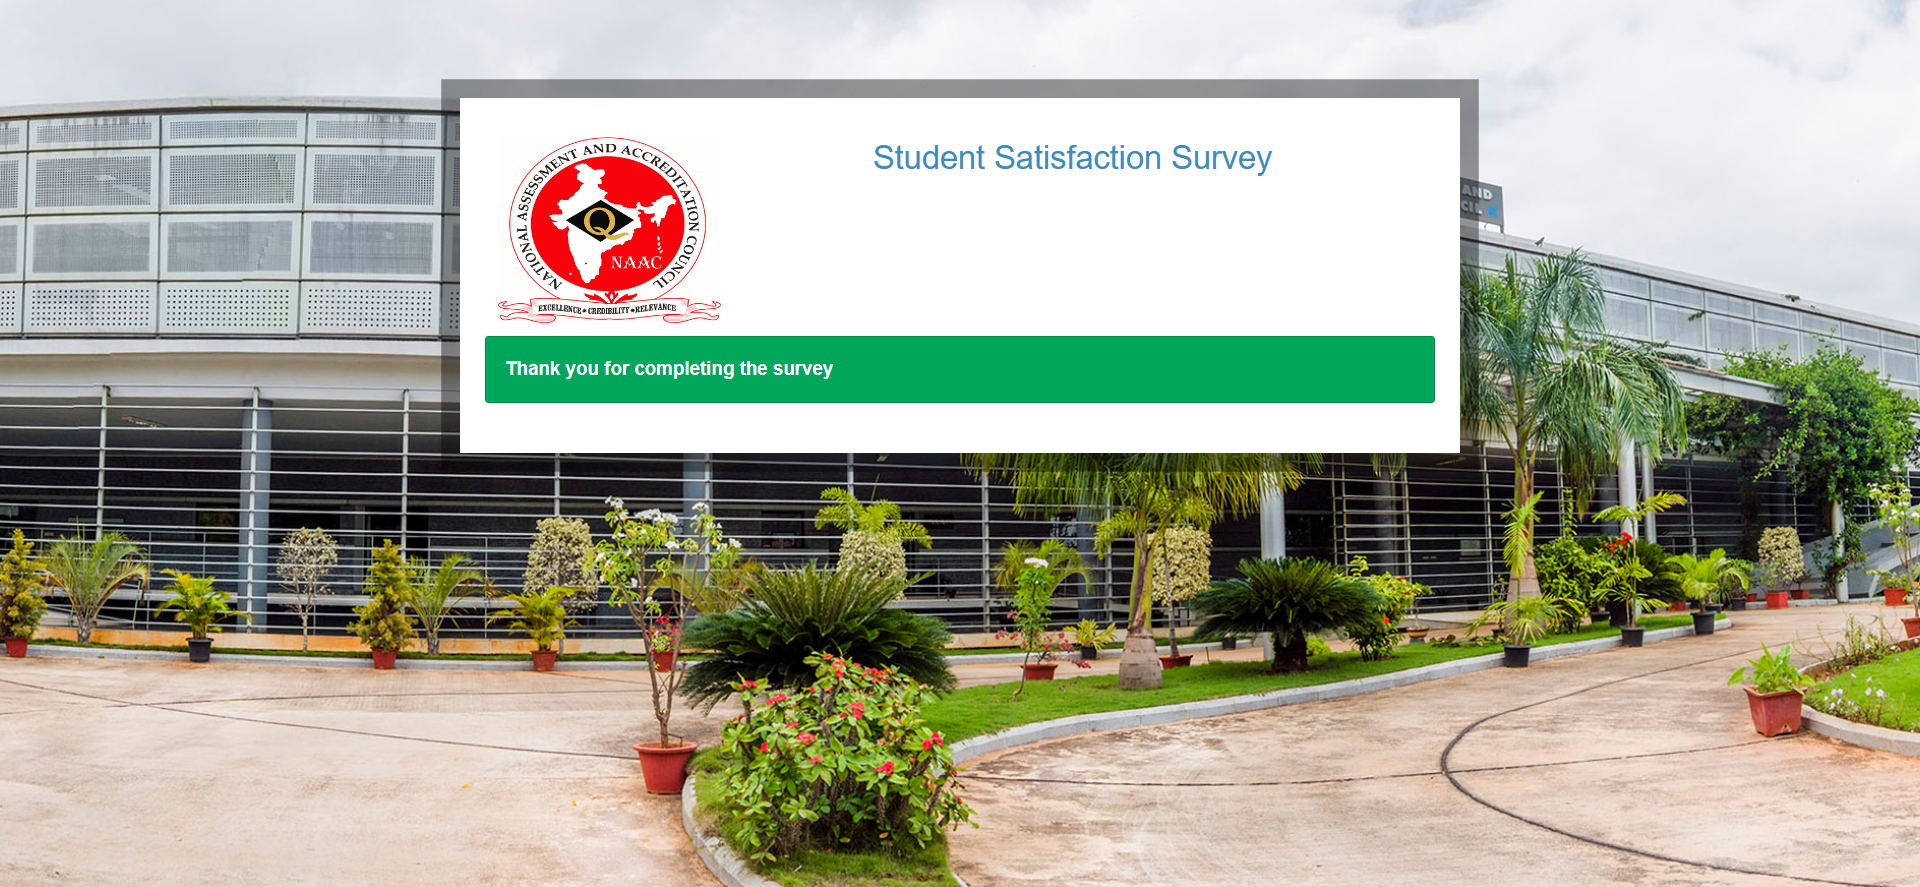 NATIONAL ASSESSMENT AND ACCREDITATION COUNCIL
Q
NAAC
EXCELLENCE ★ CREDIBILITY ★ RELEVANCE
Student Satisfaction Survey
Thank you for completing the survey
AND
CIL